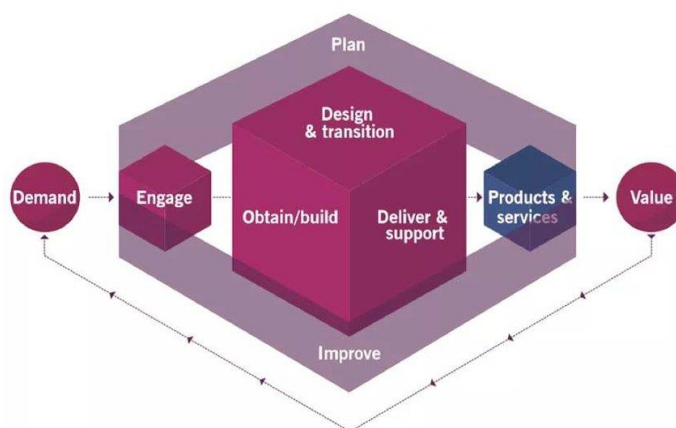 Plan
Design
& transition
Demand
Engage
Obtain/build
Deliver &
support
Products &
services
Value
Improve